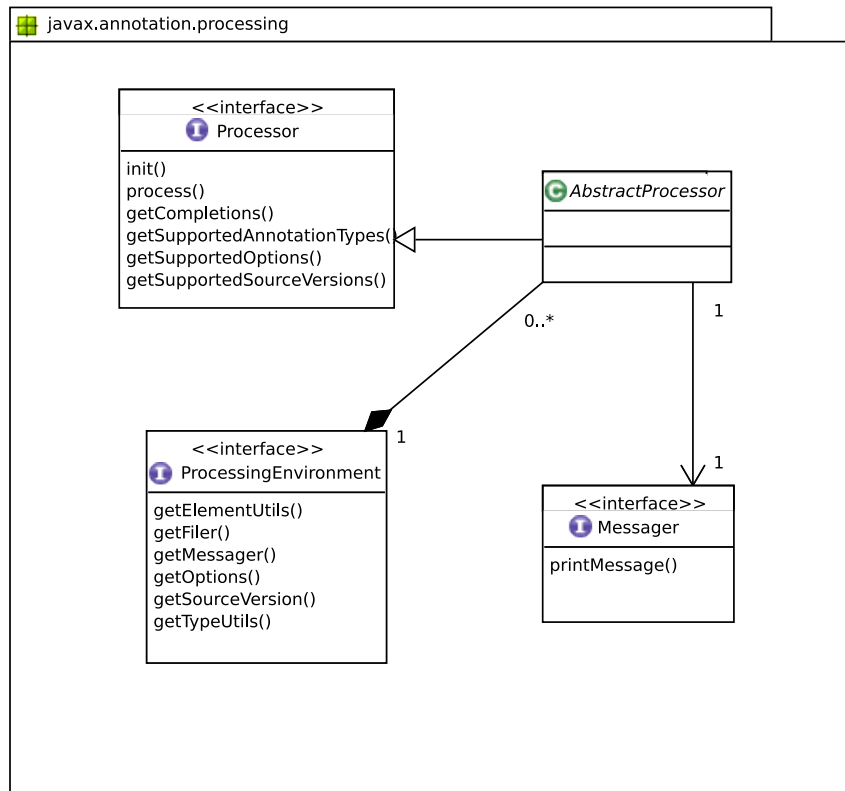 javax.annotation.processing
<<interface>>
I Processor
init()
process()
getCompletions()
getSupportedAnnotationTypes()
getSupportedOptions()
getSupportedSourceVersions()
C AbstractProcessor
0..*
1
1
1
<<interface>>
I ProcessingEnvironment
getElementUtils()
getFiler()
getMessager()
getOptions()
getSourceVersion()
getTypeUtils()
<<interface>>
I Messager
printMessage()